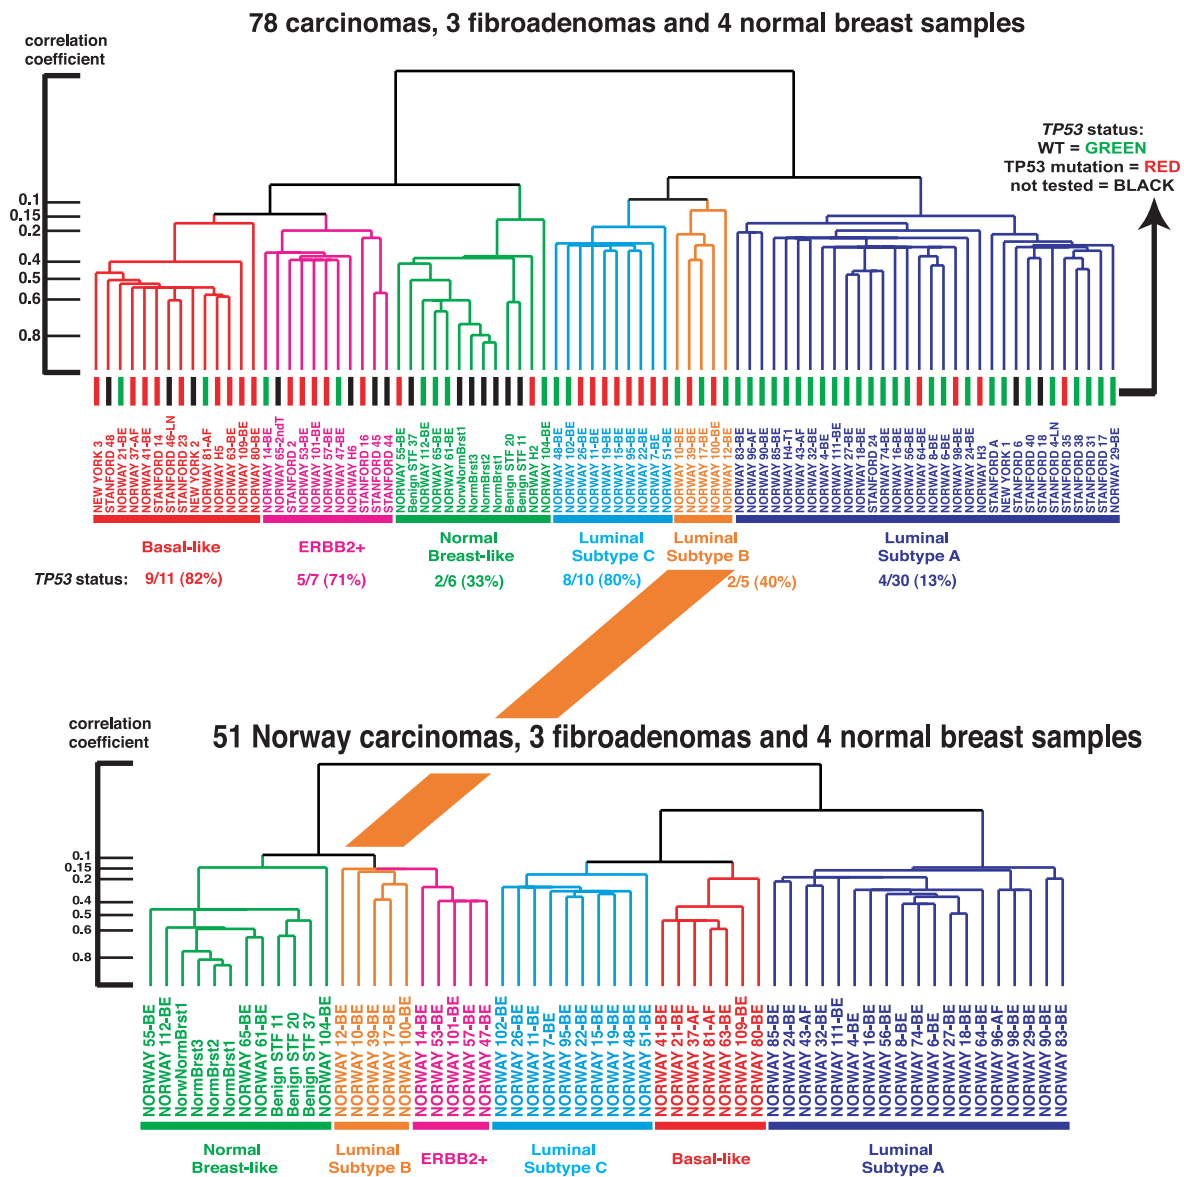 78 carcinomas, 3 fibroadenomas and 4 normal breast samples
correlation
coefficient
TP53 status:
WT = GREEN
TP53 mutation = RED
not tested = BLACK
0.1
0.15
0.2
0.4
0.5
0.6
0.8
NEW YORK 3
STANFORD 48
NORWAY 21-BE
NORWAY 37-AF
NORWAY 41-BE
STANFORD 14
STANFORD 46-LN
STANFORD 23
NEW YORK 2
NORWAY 81-AF
NORWAY H5
NORWAY 63-BE
NORWAY 109-BE
NORWAY 80-BE
NORWAY 14-BE
NORWAY 65-2ndT
STANFORD 2
NORWAY 53-BE
NORWAY 101-BE
NORWAY 57-BE
NORWAY 47-BE
NORWAY H6
STANFORD 16
STANFORD 45
STANFORD 44
NORWAY 55-BE
Benign STF 37
NORWAY 112-BE
NORWAY 65-BE
NORWAY 61-BE
NorwNormBrst1
NormBrst3
NormBrst2
NormBrst1
Benign STF 20
Benign STF 11
NORWAY H2
NORWAY 104-BE
NORWAY 48-BE
NORWAY 102-BE
NORWAY 26-BE
NORWAY 11-BE
NORWAY 19-BE
NORWAY 15-BE
NORWAY 95-BE
NORWAY 22-BE
NORWAY 7-BE
NORWAY 51-BE
NORWAY 10-BE
NORWAY 39-BE
NORWAY 17-BE
NORWAY 100-BE
NORWAY 12-BE
NORWAY 83-BE
NORWAY 96-AF
NORWAY 90-BE
NORWAY 85-BE
NORWAY H4-T1
NORWAY 43-AF
NORWAY 32-BE
NORWAY 4-BE
NORWAY 111-BE
NORWAY 27-BE
NORWAY 18-BE
STANFORD 24
NORWAY 74-BE
NORWAY 16-BE
NORWAY 56-BE
NORWAY 64-BE
NORWAY 8-BE
NORWAY 6-BE
NORWAY 98-BE
NORWAY 24-BE
NORWAY H3
STANFORD A
NEW YORK 1
STANFORD 6
STANFORD 40
STANFORD 18
STANFORD 4-LN
STANFORD 35
STANFORD 31
STANFORD 17
NORWAY 29-BE
Basal-like
ERBB2+
Normal
Breast-like
Luminal
Subtype C
Luminal
Subtype B
Luminal
Subtype A
TP53 status:
9/11 (82%)
5/7 (71%)
2/6 (33%)
8/10 (80%)
2/5 (40%)
4/30 (13%)
correlation
coefficient
51 Norway carcinomas, 3 fibroadenomas and 4 normal breast samples
0.1
0.15
0.2
0.4
0.5
0.6
0.8
NORWAY 55-BE
NORWAY 112-BE
NorwNormBrst1
NormBrst3
NormBrst2
NormBrst1
NORWAY 65-BE
NORWAY 61-BE
Benign STF 11
Benign STF 20
Benign STF 37
NORWAY 104-BE
NORWAY 12-BE
NORWAY 10-BE
NORWAY 39-BE
NORWAY 17-BE
NORWAY 100-BE
NORWAY 14-BE
NORWAY 53-BE
NORWAY 101-BE
NORWAY 57-BE
NORWAY 47-BE
NORWAY 102-BE
NORWAY 26-BE
NORWAY 11-BE
NORWAY 7-BE
NORWAY 95-BE
NORWAY 22-BE
NORWAY 15-BE
NORWAY 19-BE
NORWAY 48-BE
NORWAY 51-BE
NORWAY 41-BE
NORWAY 21-BE
NORWAY 37-AF
NORWAY 81-AF
NORWAY 63-BE
NORWAY 109-BE
NORWAY 80-BE
NORWAY 85-BE
NORWAY 24-BE
NORWAY 43-AF
NORWAY 32-BE
NORWAY 111-BE
NORWAY 4-BE
NORWAY 16-BE
NORWAY 56-BE
NORWAY 8-BE
NORWAY 74-BE
NORWAY 6-BE
NORWAY 27-BE
NORWAY 18-BE
NORWAY 64-BE
NORWAY 96-AF
NORWAY 98-BE
NORWAY 29-BE
NORWAY 90-BE
NORWAY 83-BE
Normal
Breast-like
Luminal
Subtype B
ERBB2+
Luminal
Subtype C
Basal-like
Luminal
Subtype A